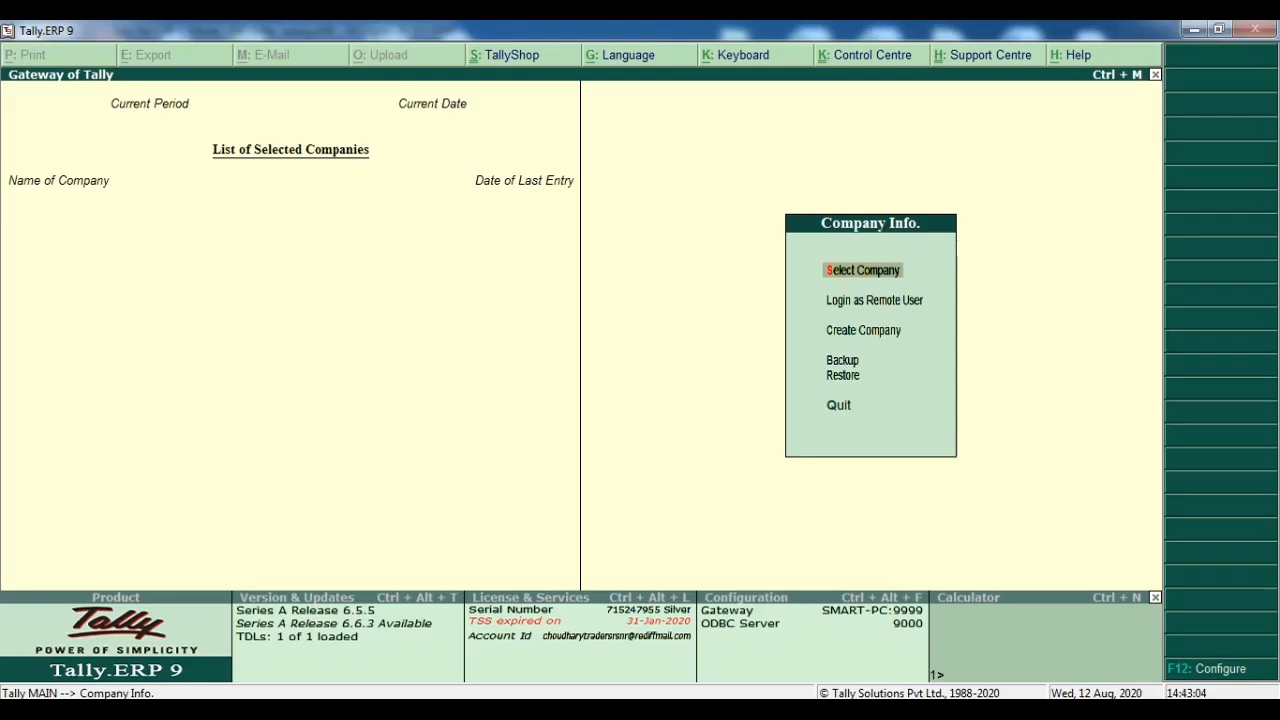 Tally.ERP 9
P: Print E: Export M: E-Mail O: Upload S: TallyShop G: Language K: Keyboard K: Control Centre H: Support Centre H: Help
Gateway of Tally Ctrl + M
Current Period Current Date
List of Selected Companies
Name of Company Date of Last Entry
Company Info.
Select Company
Login as Remote User
Create Company
Backup
Restore
Quit
Product
Tally
POWER OF SIMPLICITY
Tally.ERP 9
Version & Updates Ctrl + Alt + T
Series A Release 6.5.5
Series A Release 6.6.3 Available
TDLs: 1 of 1 loaded
License & Services Ctrl + Alt + L
Serial Number 715247955 Silver
TSS expired on 31-Jan-2020
Account Id choudharytradersrsnr@rediffmail.com
Configuration Ctrl + Alt + F
Gateway SMART-PC:9999
ODBC Server 9000
Calculator Ctrl + N
1>
F12: Configure
Tally MAIN --> Company Info. © Tally Solutions Pvt Ltd., 1988-2020 Wed, 12 Aug, 2020 14:43:04